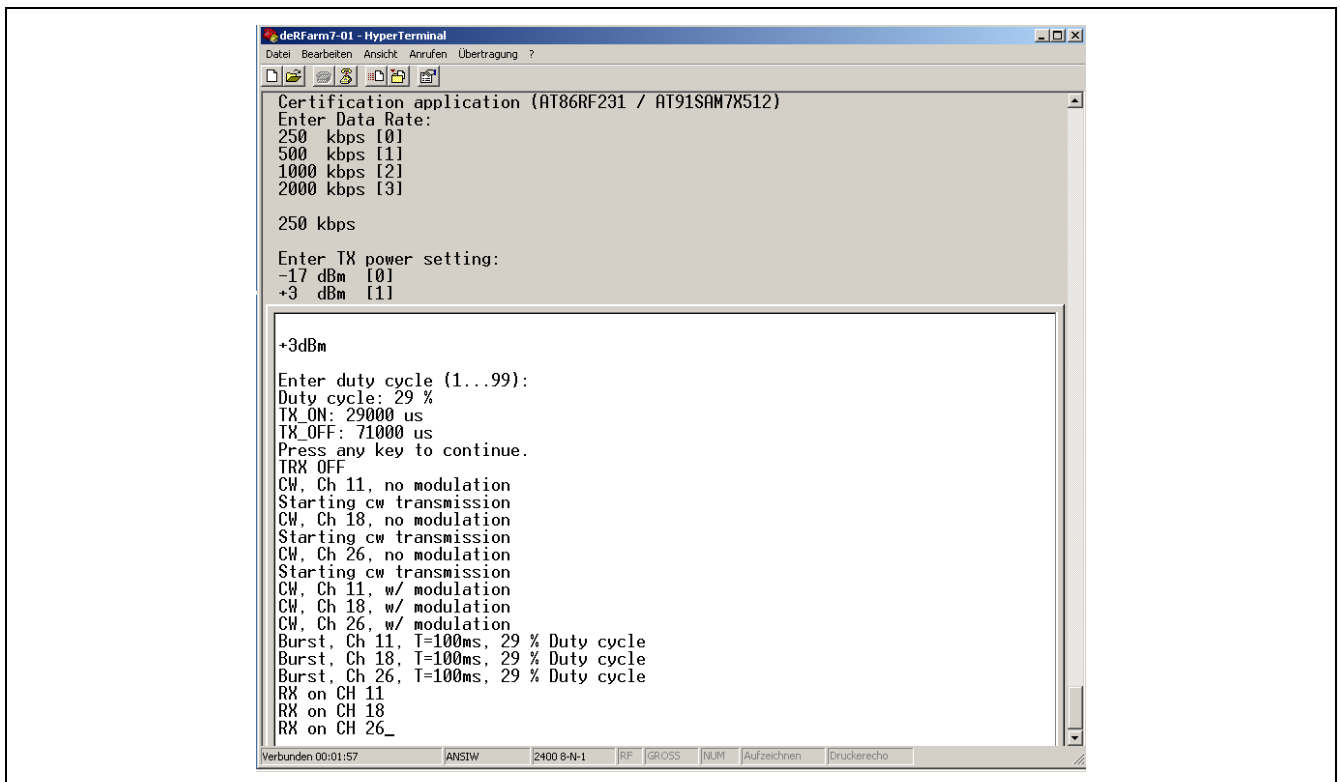 deRFarm7-01 - HyperTerminal
Datei Bearbeiten Ansicht Anrufen Übertragung ?
Certification application (AT86RF231 / AT91SAM7X512)
Enter Data Rate:
250 kbps [0]
500 kbps [1]
1000 kbps [2]
2000 kbps [3]
250 kbps
Enter TX power setting:
-17 dBm [0]
+3 dBm [1]
+3dBm
Enter duty cycle (1...99):
Duty cycle: 29 %
TX_ON: 29000 us
TX_OFF: 71000 us
Press any key to continue.
TRX OFF
CW, Ch 11, no modulation
Starting cw transmission
CW, Ch 18, no modulation
Starting cw transmission
CW, Ch 26, no modulation
Starting cw transmission
CW, Ch 11, w/ modulation
CW, Ch 18, w/ modulation
CW, Ch 26, w/ modulation
Burst, Ch 11, T=100ms, 29 % Duty cycle
Burst, Ch 18, T=100ms, 29 % Duty cycle
Burst, Ch 26, T=100ms, 29 % Duty cycle
RX on CH 11
RX on CH 18
RX on CH 26_
Verbunden 00:01:57 ANSIW 2400 8-N-1 RF GROSS NUM Aufzeichnen Druckerecho